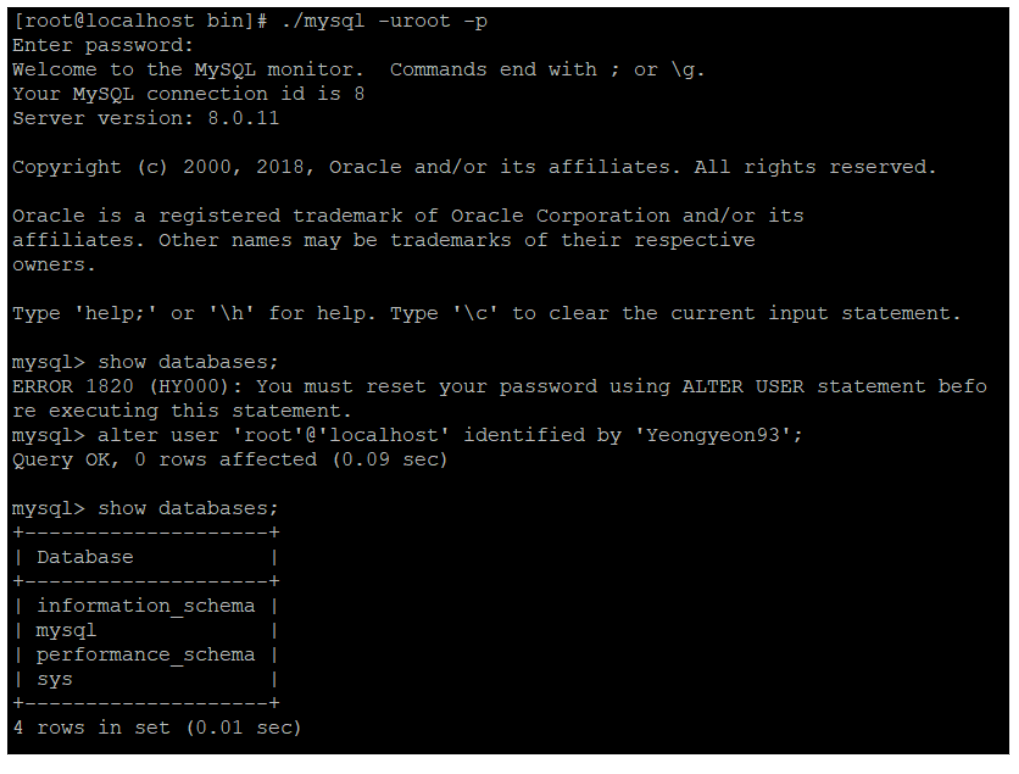 [root@localhost bin]# ./mysql -uroot -p
Enter password:
Welcome to the MySQL monitor.  Commands end with ; or \g.
Your MySQL connection id is 8
Server version: 8.0.11
Copyright (c) 2000, 2018, Oracle and/or its affiliates. All rights reserved.
Oracle is a registered trademark of Oracle Corporation and/or its
affiliates. Other names may be trademarks of their respective
owners.
Type 'help;' or '\h' for help. Type '\c' to clear the current input statement.
mysql> show databases;
ERROR 1820 (HY000): You must reset your password using ALTER USER statement befo
re executing this statement.
mysql> alter user 'root'@'localhost' identified by 'Yeongyeon93';
Query OK, 0 rows affected (0.09 sec)
mysql> show databases;
+--------------------+
| Database           |
+--------------------+
| information_schema |
| mysql              |
| performance_schema |
| sys                |
+--------------------+
4 rows in set (0.01 sec)